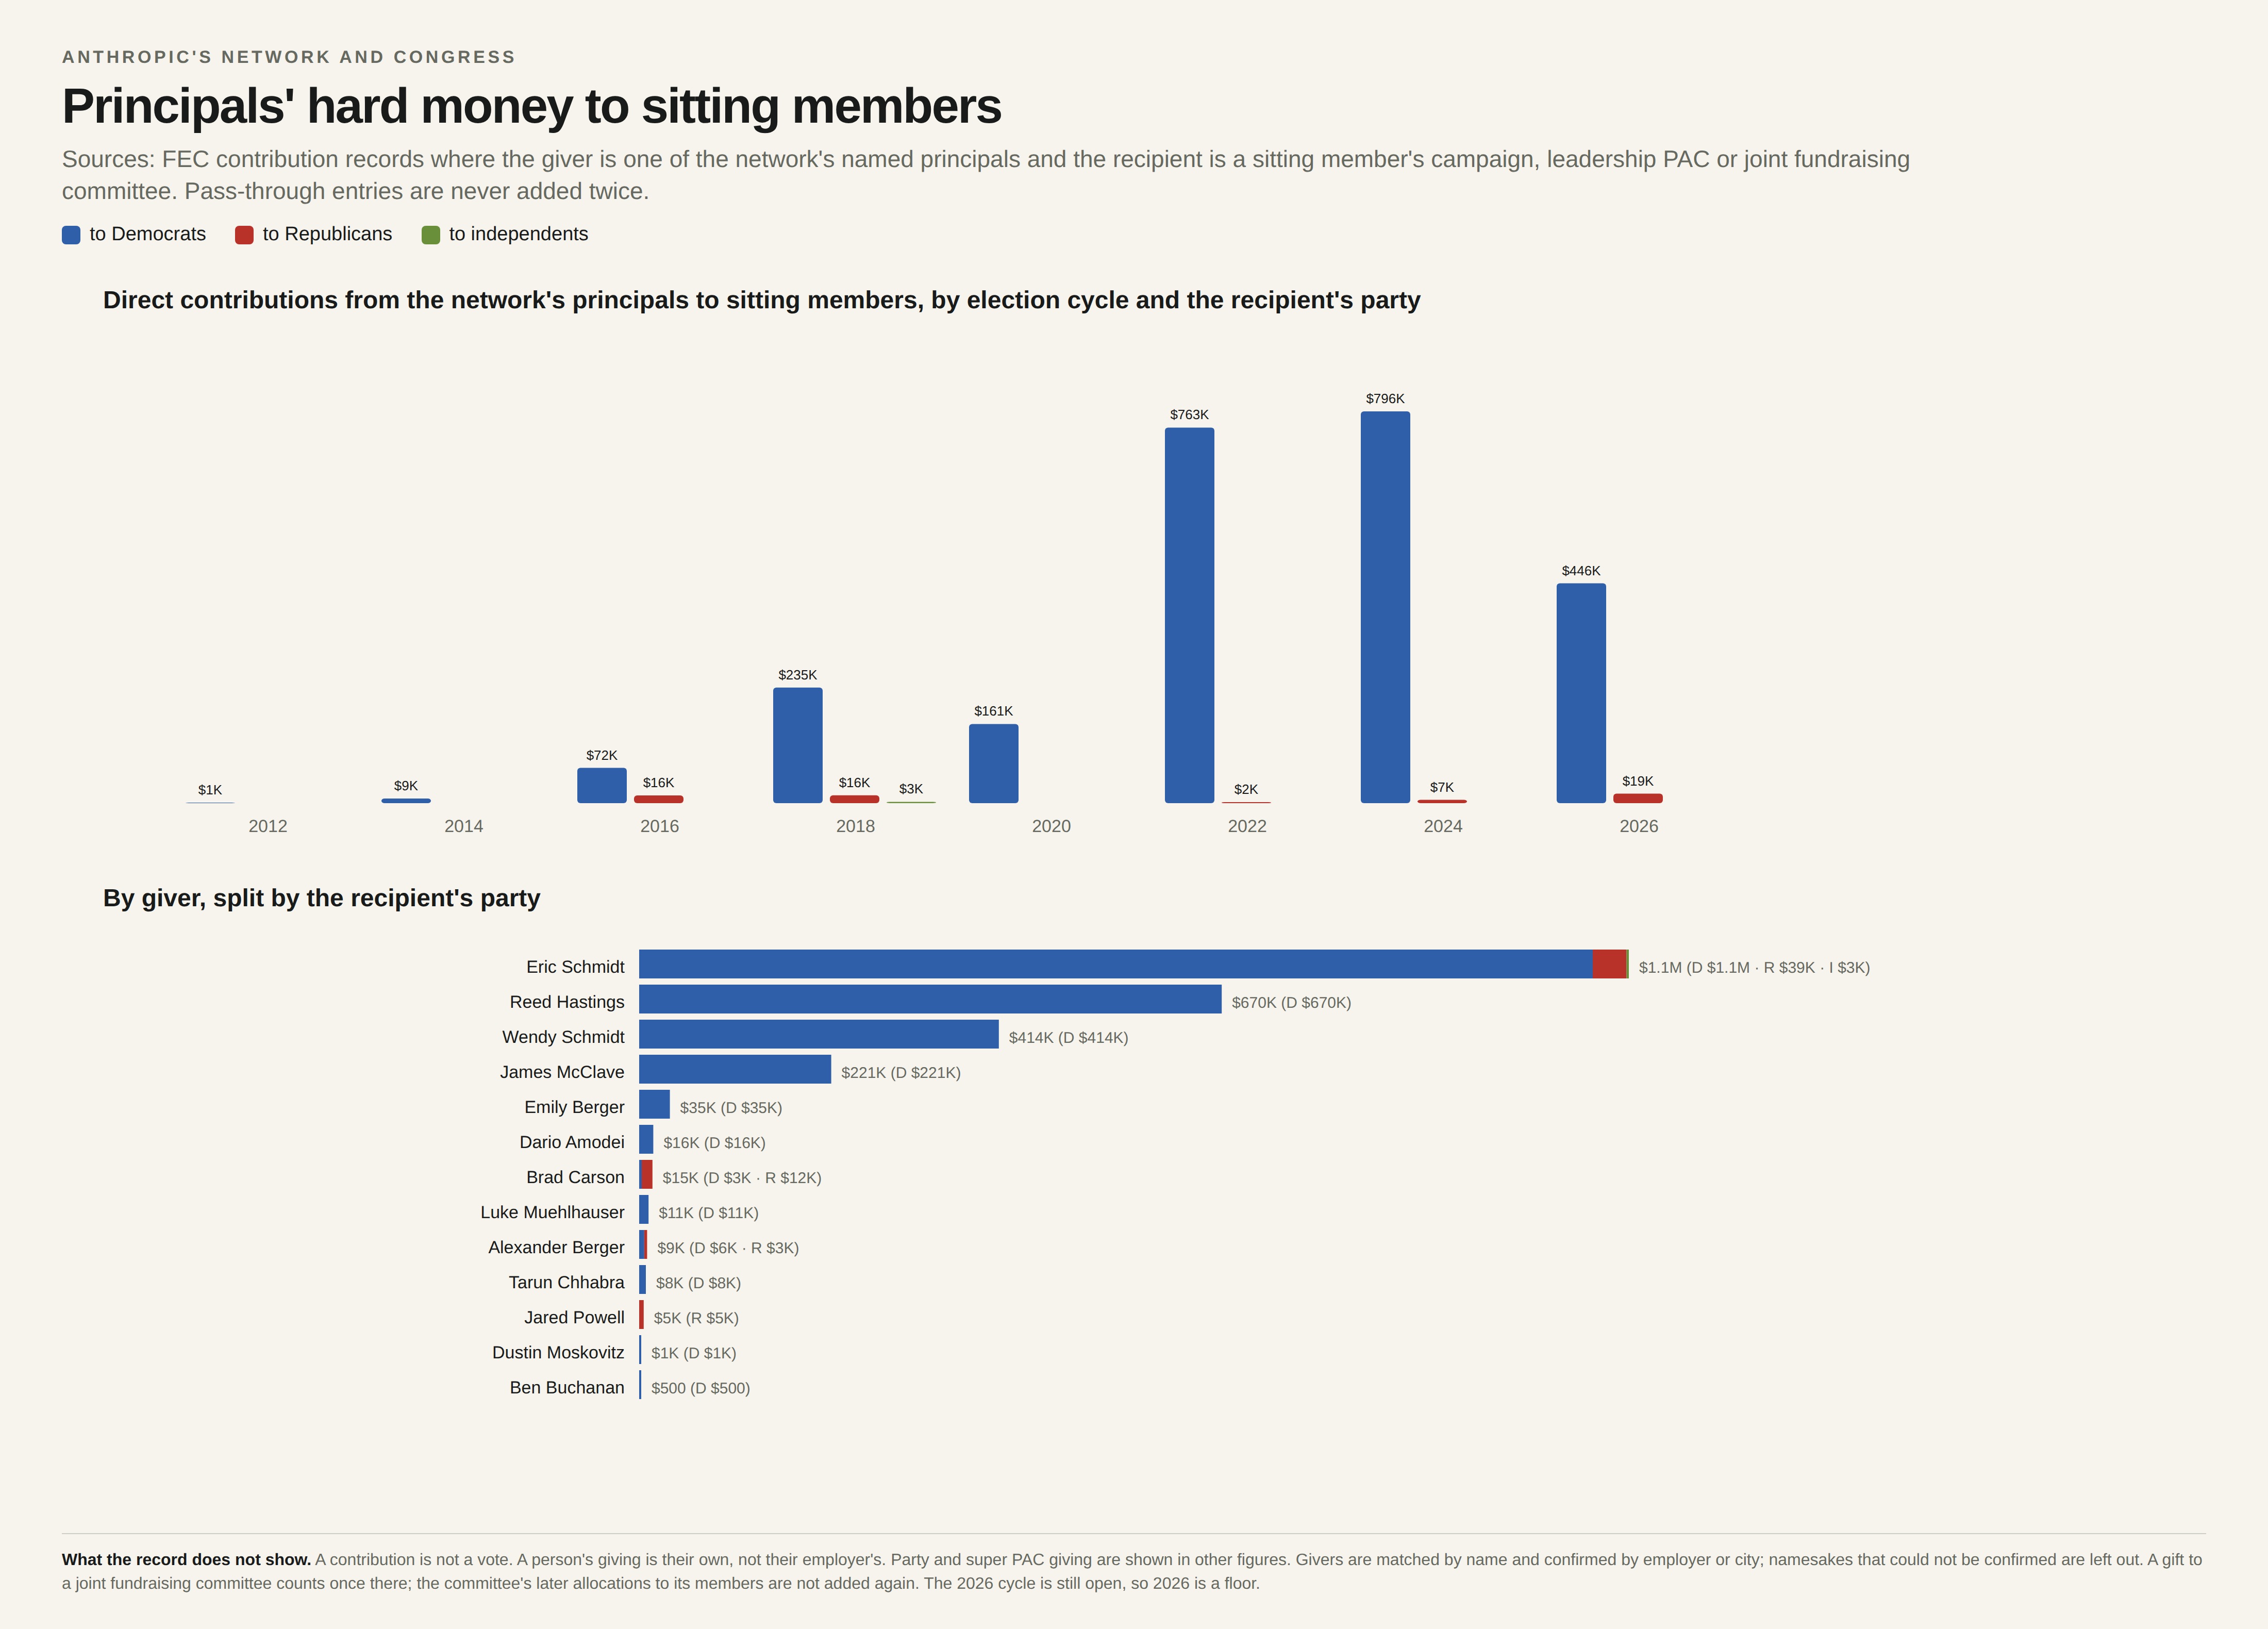 ANTHROPIC'S NETWORK AND CONGRESS
Principals' hard money to sitting members
Sources: FEC contribution records where the giver is one of the network's named principals and the recipient is a sitting member's campaign, leadership PAC or joint fundraising
committee. Pass-through entries are never added twice.
to Democrats to Republicans to independents
Direct contributions from the network's principals to sitting members, by election cycle and the recipient's party
$796K
$763K
$446K
$235K
$161K
$72K
$16K $16K $3K $2K $7K $19K
$1K $9K
2012 2014 2016 2018 2020 2022 2024 2026
By giver, split by the recipient's party
Eric Schmidt $1.1M (D $1.1M · R $39K · I $3K)
Reed Hastings $670K (D $670K)
Wendy Schmidt $414K (D $414K)
James McClave $221K (D $221K)
Emily Berger $35K (D $35K)
Dario Amodei $16K (D $16K)
Brad Carson $15K (D $3K · R $12K)
Luke Muehlhauser $11K (D $11K)
Alexander Berger $9K (D $6K · R $3K)
Tarun Chhabra $8K (D $8K)
Jared Powell $5K (R $5K)
Dustin Moskovitz $1K (D $1K)
Ben Buchanan $500 (D $500)
What the record does not show. A contribution is not a vote. A person's giving is their own, not their employer's. Party and super PAC giving are shown in other figures. Givers are matched by name and confirmed by employer or city; namesakes that could not be confirmed are left out. A gift to
a joint fundraising committee counts once there; the committee's later allocations to its members are not added again. The 2026 cycle is still open, so 2026 is a floor.